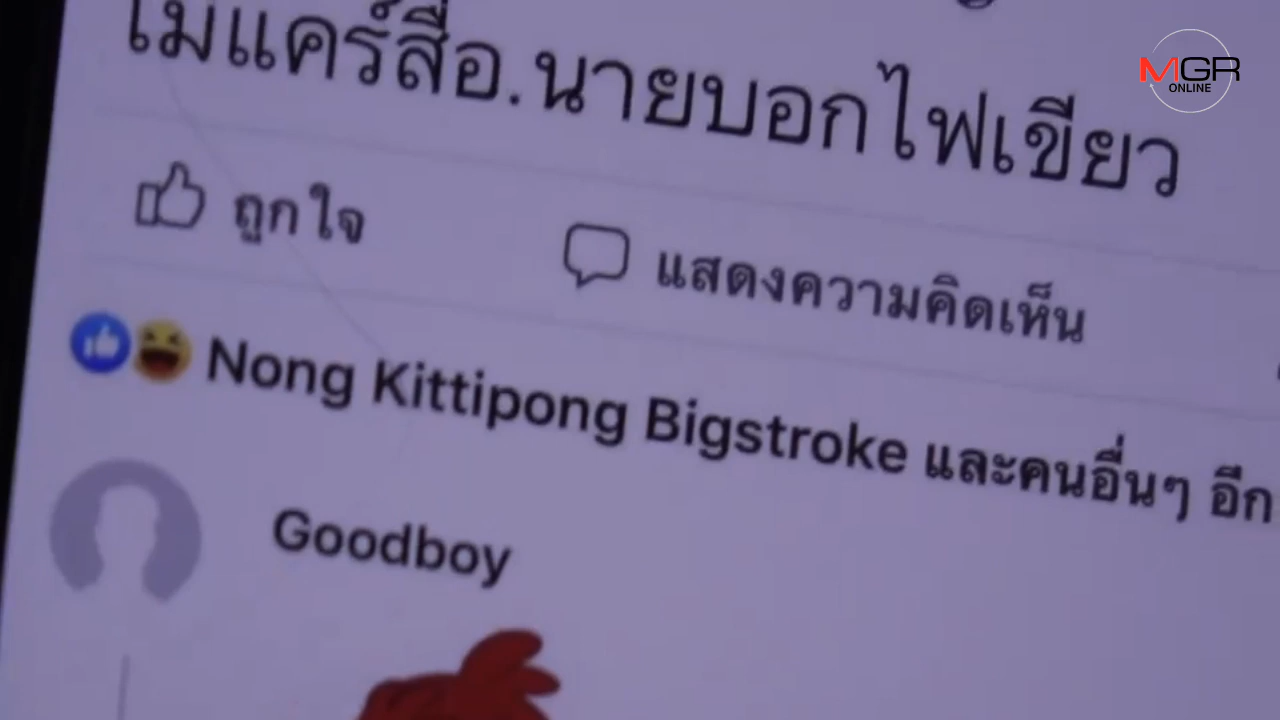 ไม่แคร์สื่อ.นายบอกไฟเขียว
MGR
ONLINE
ถูกใจ
แสดงความคิดเห็น
Nong Kittipong Bigstroke และคนอื่นๆ อีก
Goodboy